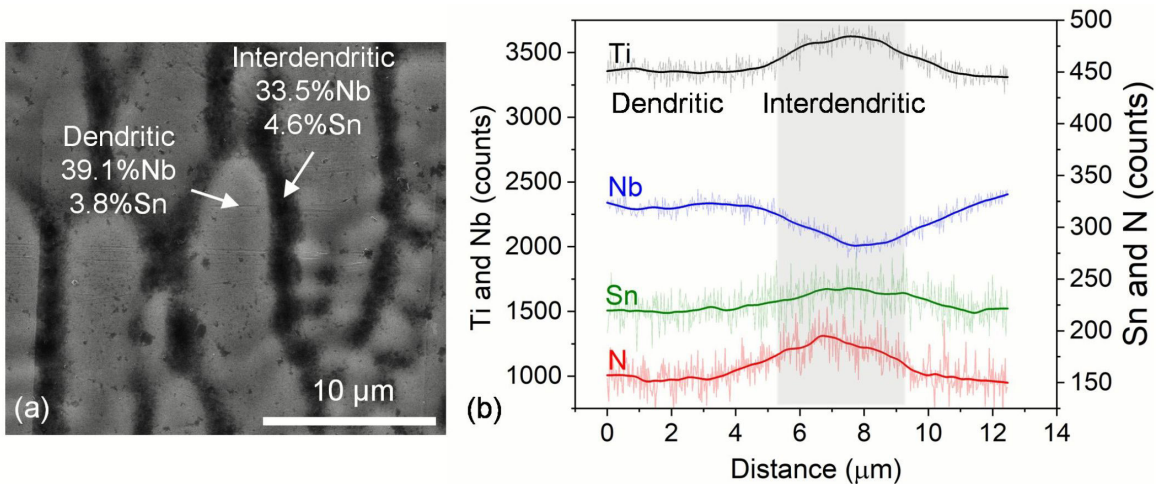 Interdendritic
33.5%Nb
4.6%Sn
Dendritic
39.1%Nb
3.8%Sn
10 μm
(a)
Ti and Nb (counts)
3500
3000
2500
2000
1500
1000
Ti
Dendritic
Interdendritic
Nb
Sn
N
500
450
400
350
300
250
200
150
Sn and N (counts)
0
2
4
6
8
10
12
14
Distance (μm)
(b)